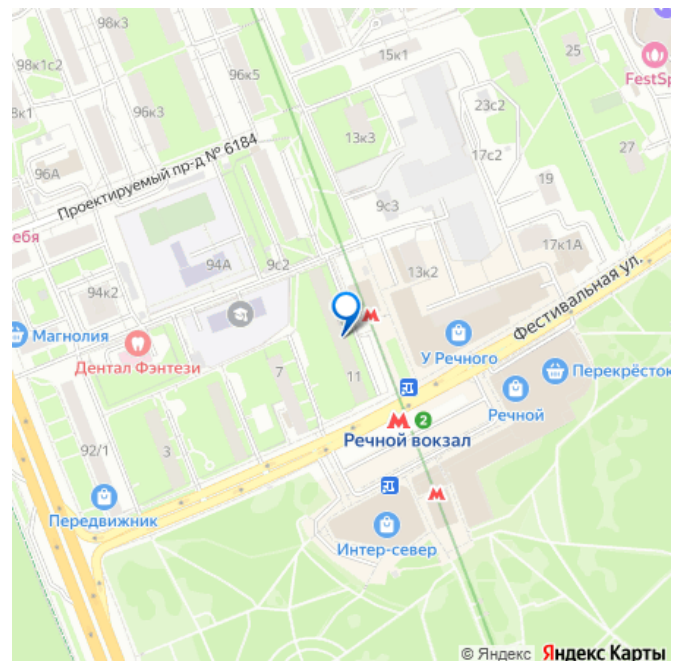 98к3
98к1с2
96к5
15к1
25
FestSp
8к1
96к3
13к3
23с2
17с2
27
96А
Проектируемый пр-д № 6184
19
9с3
ебя
94А
9с2
13к2
17к1А
94к2
Фестивальная ул.
Магнолия
У Речного
Дентал Фэнтези
7
11
Перекрёсток
Речной
2
Речной вокзал
92/1
3
Передвижник
Интер-север
© Яндекс Яндекс Карты